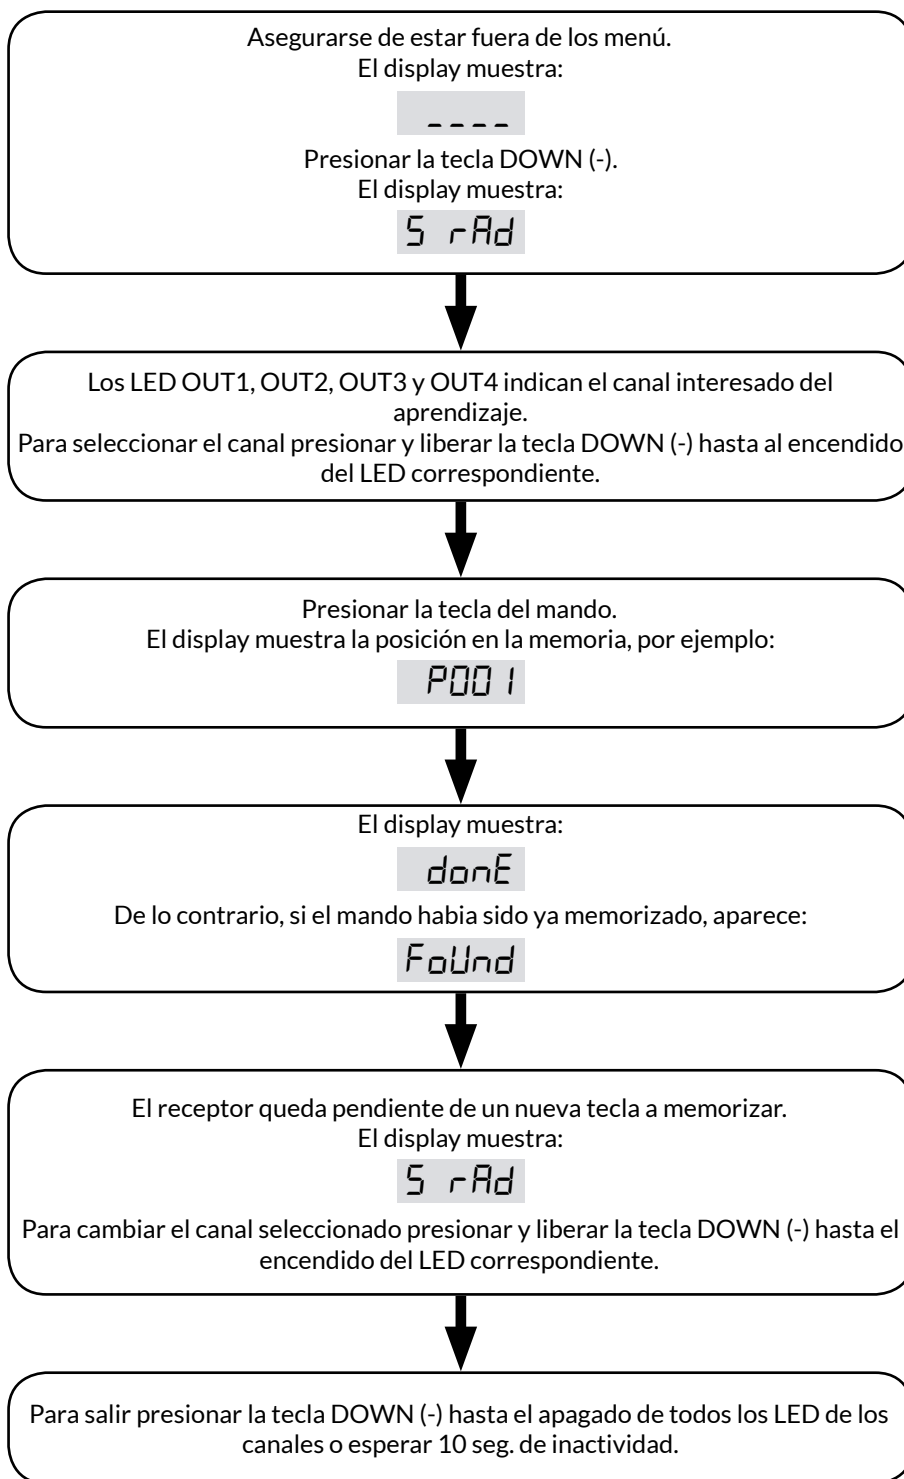 Asegurarse de estar fuera de los menú.
El display muestra:
_ _ _ _
Presionar la tecla DOWN (-).
El display muestra:
S rAd
Los LED OUT1, OUT2, OUT3 y OUT4 indican el canal interesado del
aprendizaje.
Para seleccionar el canal presionar y liberar la tecla DOWN (-) hasta al encendido
del LED correspondiente.
Presionar la tecla del mando.
El display muestra la posición en la memoria, por ejemplo:
P001
El display muestra:
donE
De lo contrario, si el mando habia sido ya memorizado, aparece:
FoUnd
El receptor queda pendiente de un nueva tecla a memorizar.
El display muestra:
S rAd
Para cambiar el canal seleccionado presionar y liberar la tecla DOWN (-) hasta el
encendido del LED correspondiente.
Para salir presionar la tecla DOWN (-) hasta el apagado de todos los LED de los
canales o esperar 10 seg. de inactividad.